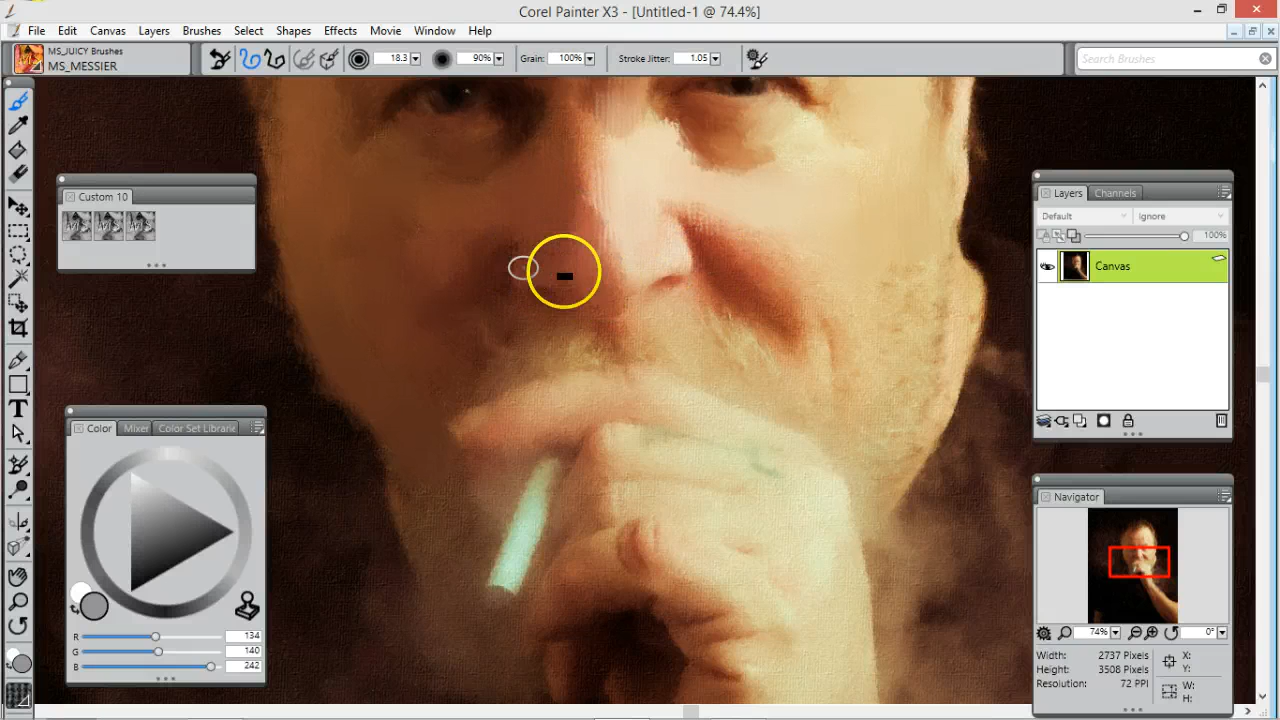 Corel Painter X3 - [Untitled-1 @ 74.4%]
File Edit Canvas Layers Brushes Select Shapes Effects Movie Window Help
MS_JUICY Brushes
MS_MESSIER
18.3
90%
Grain: 100%
Stroke Jitter: 1.05
Search Brushes
Custom 10
Layers Channels
Default Ignore
100%
Canvas
Color Mixer Color Set Librarie
R 134
G 140
B 242
Navigator
74% 0°
Width: 2737 Pixels
Height: 3508 Pixels
Resolution: 72 PPI
X:
Y:
W:
H: